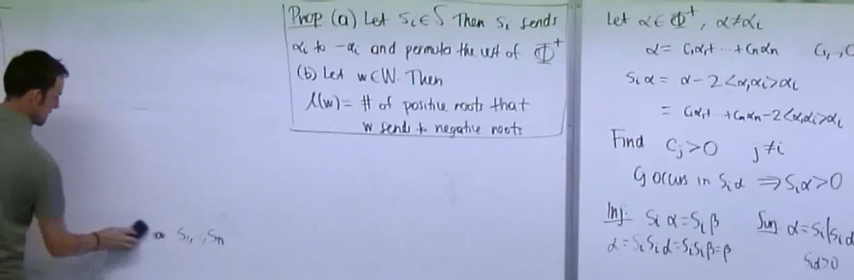 Prop (a) Let Sᵢ ∈ S Then Sᵢ sends
αᵢ to -αᵢ and permutes the rest of Φ⁺
(b) Let w∈W. Then
l(w) = # of positive roots that
w sends to negative roots
S₁, ..., Sₙ
Let α ∈ Φ⁺, α≠αᵢ
α = C₁α₁+ ... + Cₙαₙ C₁, ...,
Sᵢα = α - 2<α,αᵢ>αᵢ
= C₁α₁+ ... + Cₙαₙ - 2<α,αᵢ>αᵢ
Find Cⱼ>0 j≠i
Cⱼ occurs in Sᵢα ⇒ Sᵢα>0
Inj: Sᵢα = Sᵢβ
α = SᵢSᵢα = SᵢSᵢβ = β
Surj α = Sᵢ(Sᵢα
Sᵢα>0